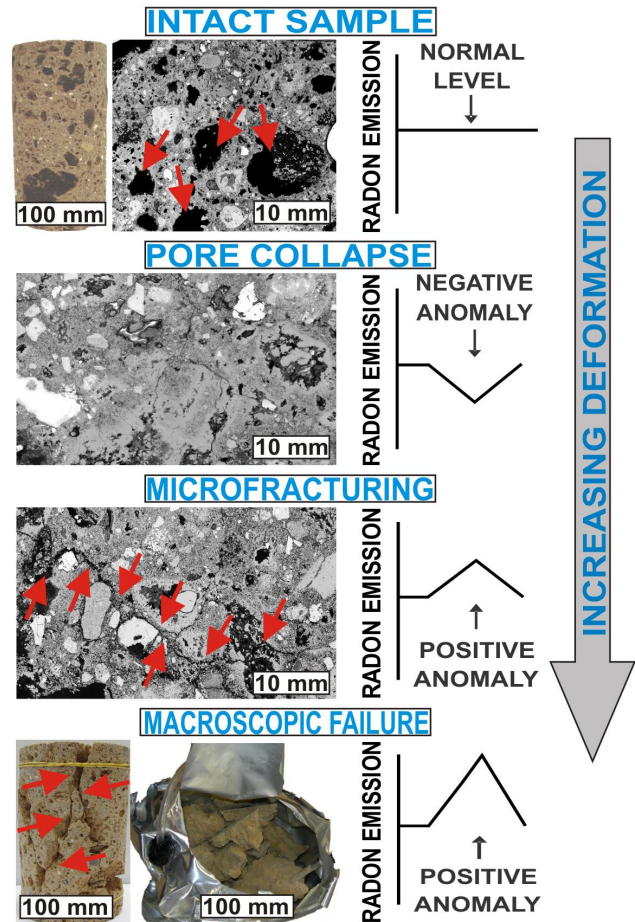 INTACT SAMPLE
100 mm
10 mm
RADON EMISSION
NORMAL
LEVEL
PORE COLLAPSE
10 mm
RADON EMISSION
NEGATIVE
ANOMALY
MICROFRACTURING
10 mm
RADON EMISSION
POSITIVE
ANOMALY
MACROSCOPIC FAILURE
100 mm
100 mm
RADON EMISSION
POSITIVE
ANOMALY
INCREASING DEFORMATION